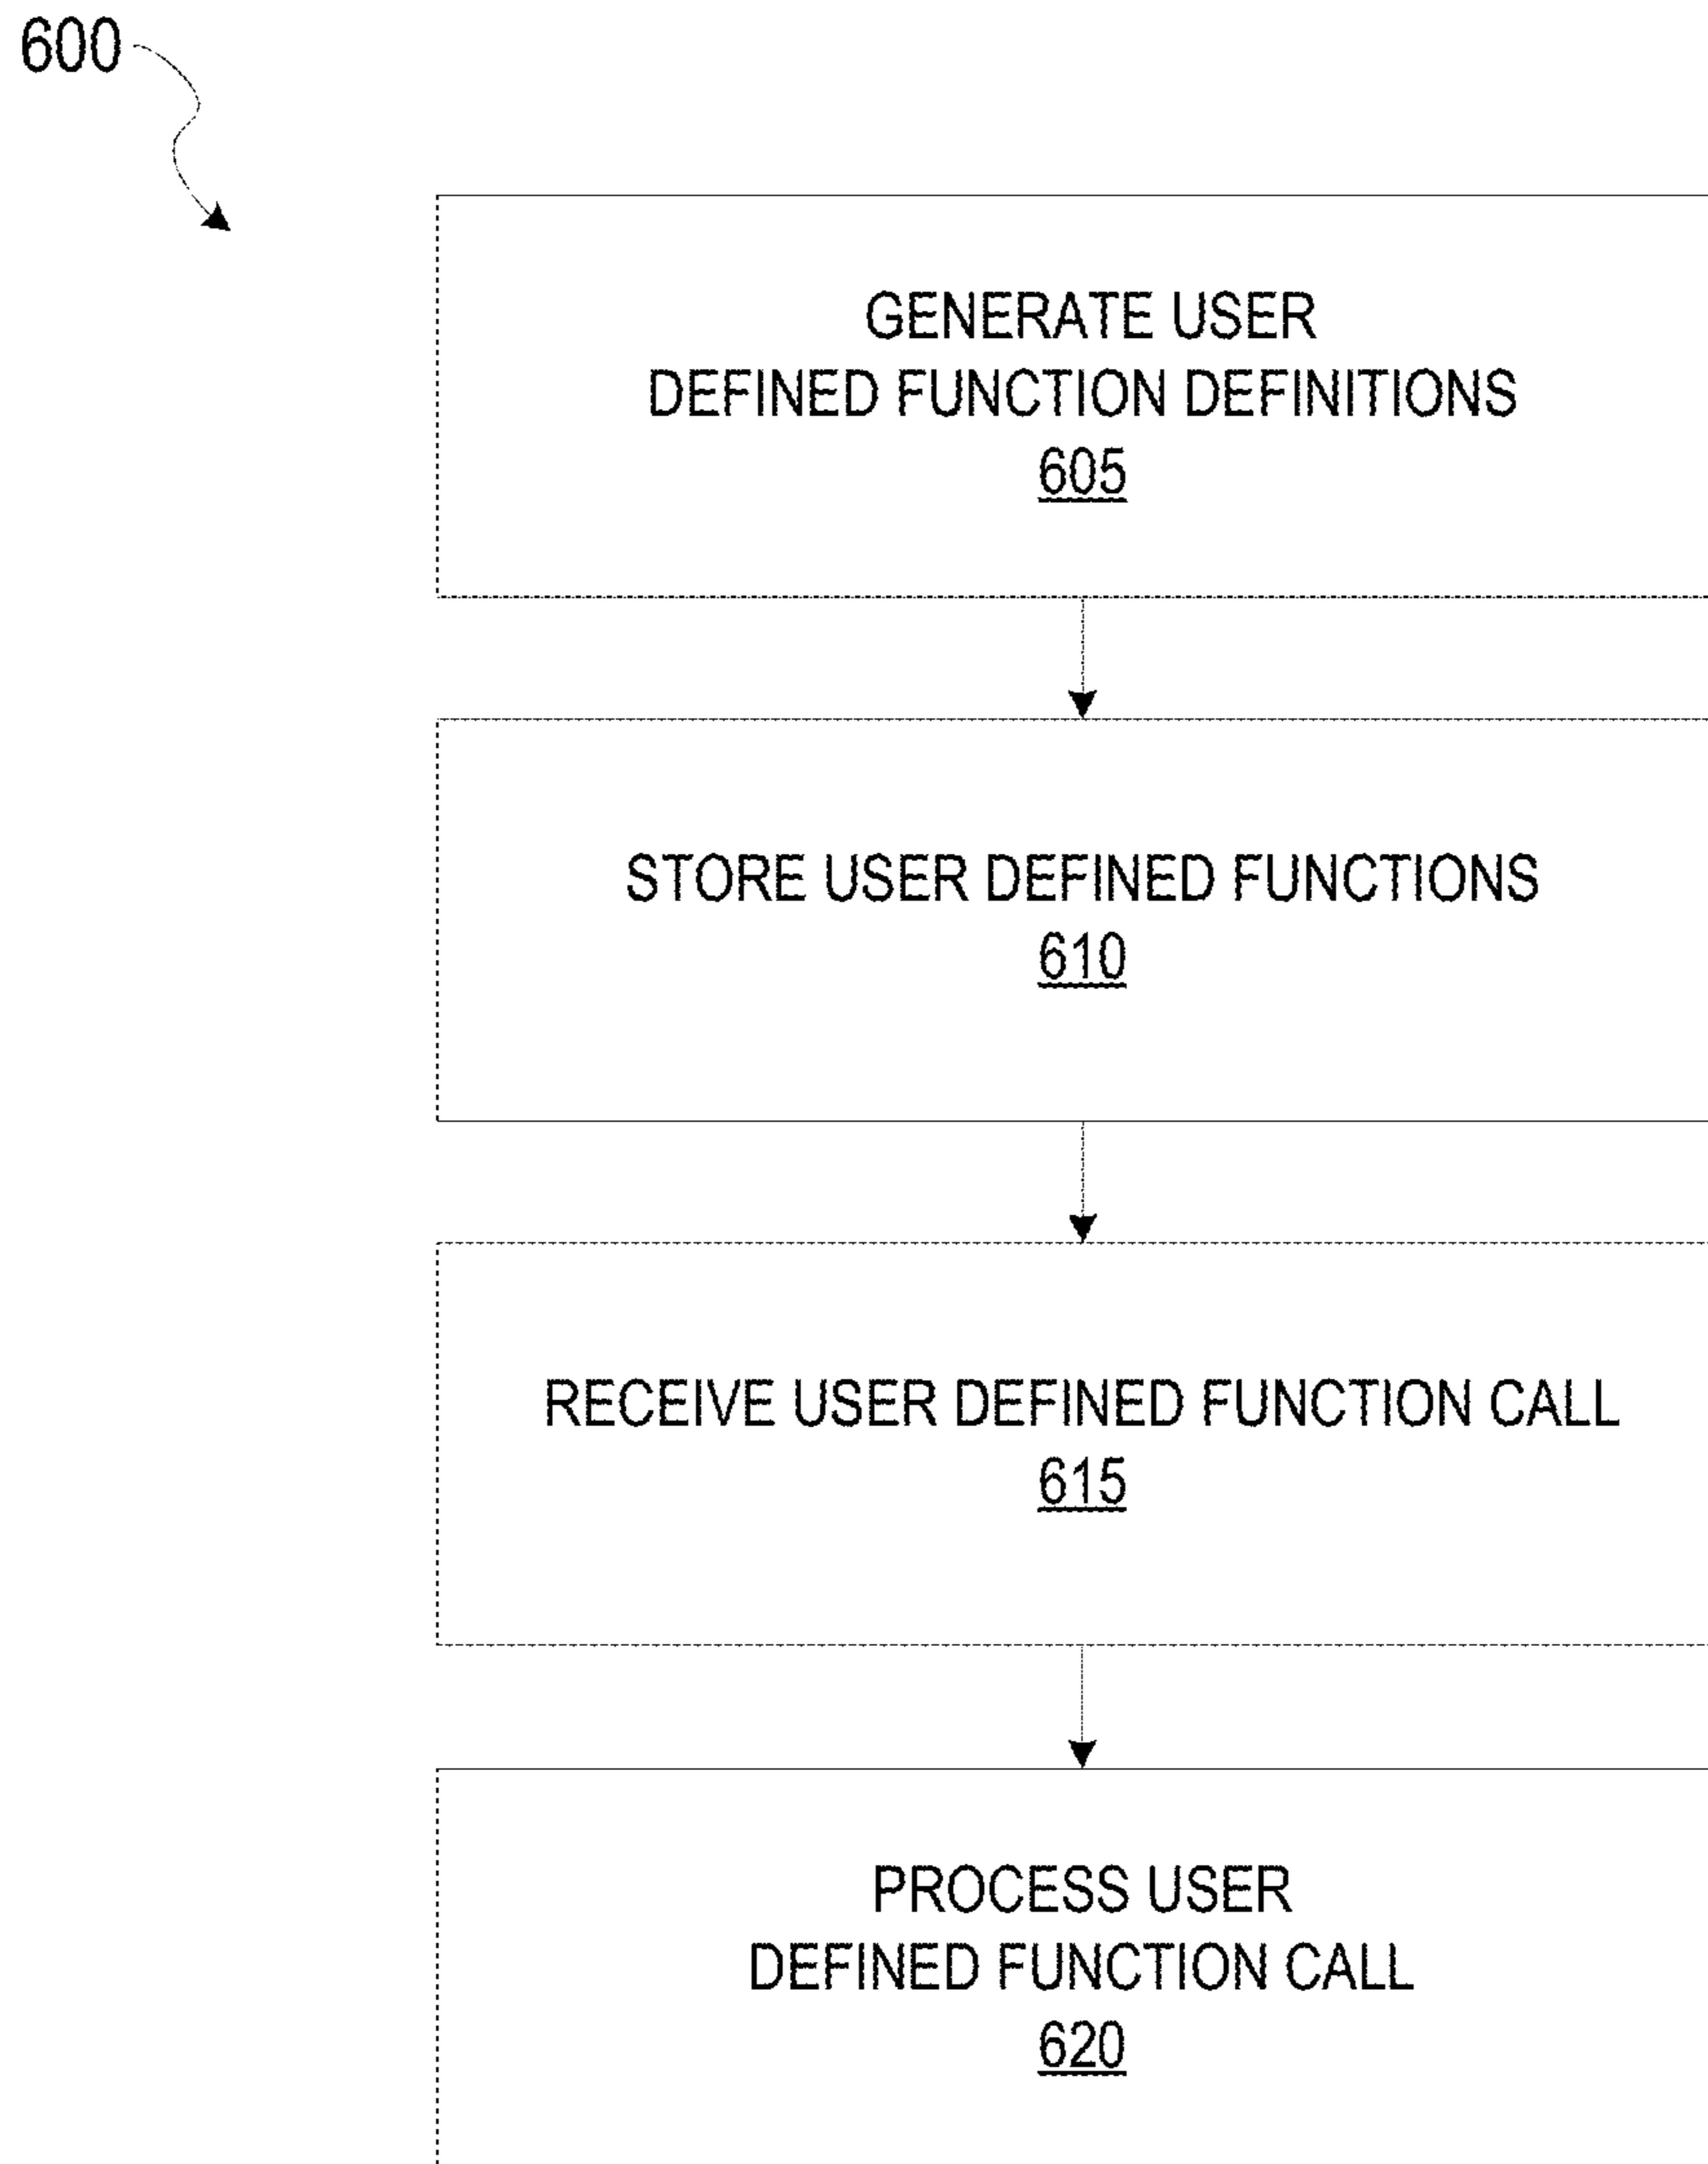 600
GENERATE USER
DEFINED FUNCTION DEFINITIONS
605
STORE USER DEFINED FUNCTIONS
610
RECEIVE USER DEFINED FUNCTION CALL
615
PROCESS USER
DEFINED FUNCTION CALL
620